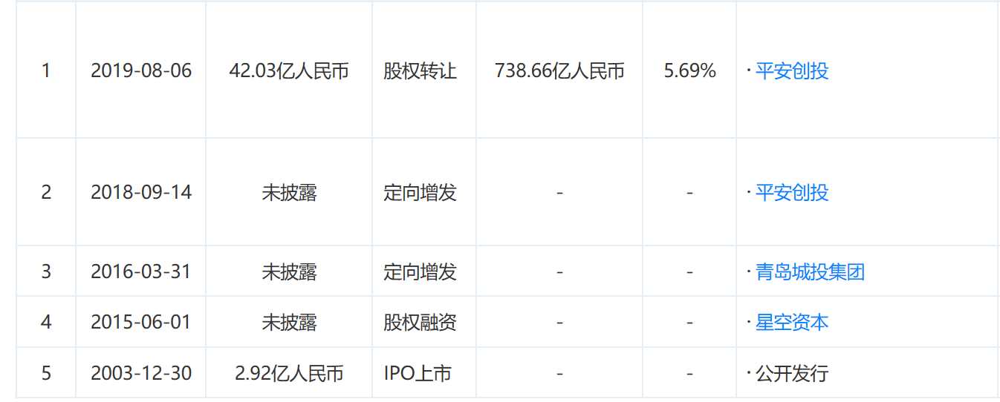 1 2019-08-06 42.03亿人民币 股权转让 738.66亿人民币 5.69% · 平安创投
2 2018-09-14 未披露 定向增发 - - · 平安创投
3 2016-03-31 未披露 定向增发 - - · 青岛城投集团
4 2015-06-01 未披露 股权融资 - - · 星空资本
5 2003-12-30 2.92亿人民币 IPO上市 - - · 公开发行